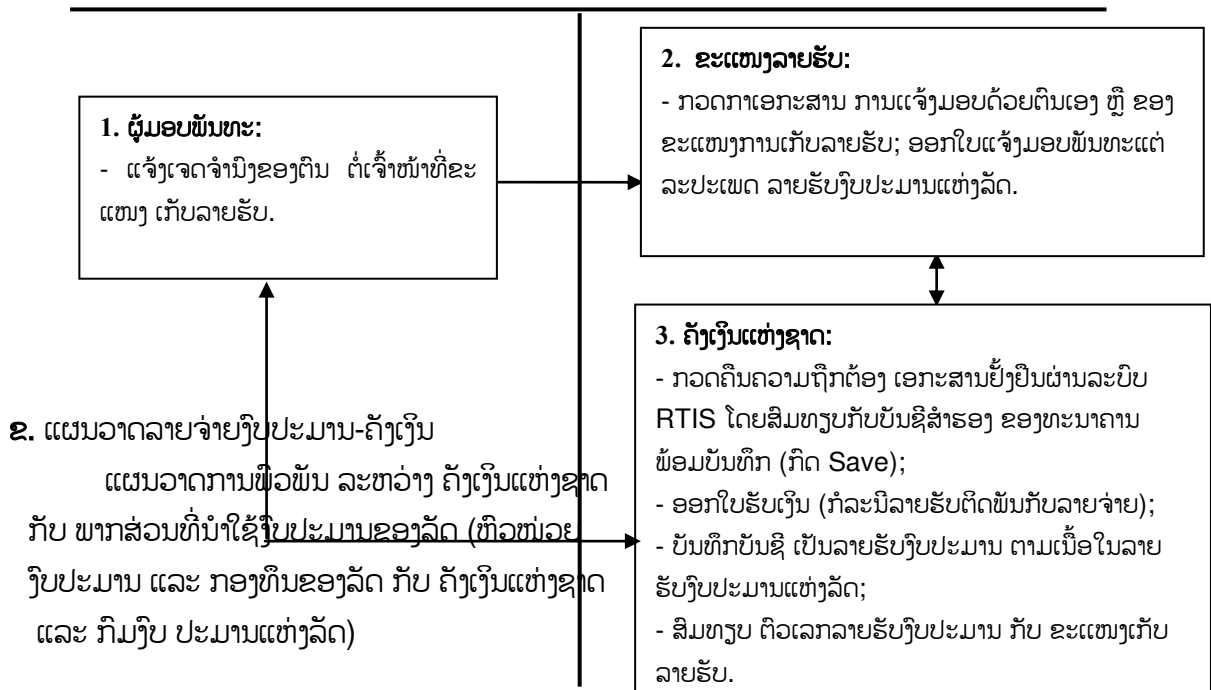 1. ຜູ້ມອບພັນທະ:
- ແຈ້ງເຈດຈຳນົງຂອງຕົນ ຕໍ່ເຈົ້າໜ້າທີ່ຂະ
ແໜງ ເກັບລາຍຮັບ.
2. ຂະແໜງລາຍຮັບ:
- ກວດກາເອກະສານ ການແຈ້ງມອບດ້ວຍຕົນເອງ ຫຼື ຂອງ
ຂະແໜງການເກັບລາຍຮັບ; ອອກໃບແຈ້ງມອບພັນທະແຕ່
ລະປະເພດ ລາຍຮັບງົບປະມານແຫ່ງລັດ.
3. ຄັງເງິນແຫ່ງຊາດ:
- ກວດຄືນຄວາມຖືກຕ້ອງ ເອກະສານຢັ້ງຢືນຜ່ານລະບົບ
RTIS ໂດຍສົມທຽບກັບບັນຊີສຳຮອງ ຂອງທະນາຄານ
ພ້ອມບັນທຶກ (ກົດ Save);
- ອອກໃບຮັບເງິນ (ກໍລະນີລາຍຮັບຕິດພັນກັບລາຍຈ່າຍ);
- ບັນທຶກບັນຊີ ເປັນລາຍຮັບງົບປະມານ ຕາມເນື້ອໃນລາຍ
ຮັບງົບປະມານແຫ່ງລັດ;
- ສົມທຽບ ຕົວເລກລາຍຮັບງົບປະມານ ກັບ ຂະແໜງເກັບ
ລາຍຮັບ.
ຂ. ແຜນວາດລາຍຈ່າຍງົບປະມານ-ຄັງເງິນ
ແຜນວາດການພົວພັນ ລະຫວ່າງ ຄັງເງິນແຫ່ງຊາດ
ກັບ ພາກສ່ວນທີ່ນຳໃຊ້ງົບປະມານຂອງລັດ (ຫົວໜ່ວຍ
ງົບປະມານ ແລະ ກອງທຶນຂອງລັດ ກັບ ຄັງເງິນແຫ່ງຊາດ
ແລະ ກົມງົບ ປະມານແຫ່ງລັດ)